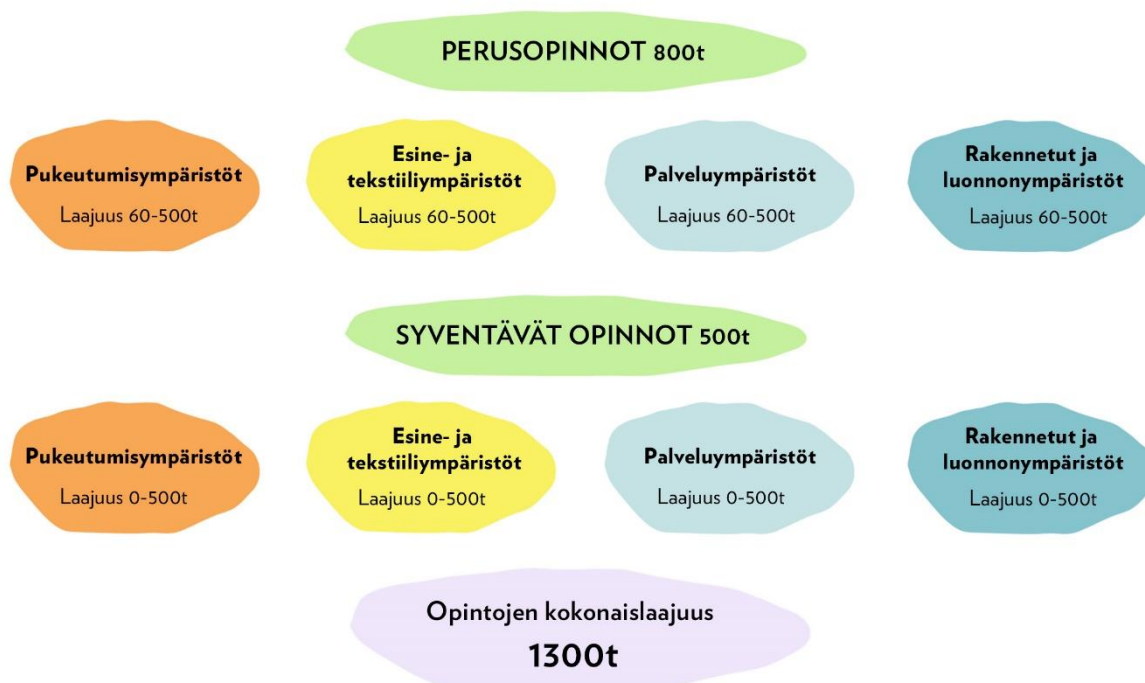 PERUSOPINNOT 800t
Pukeutumisympäristöt
Laajuus 60-500t
Esine- ja
tekstiiliympäristöt
Laajuus 60-500t
Palveluympäristöt
Laajuus 60-500t
Rakennetut ja
luonnonympäristöt
Laajuus 60-500t
SYVENTÄVÄT OPINNOT 500t
Pukeutumisympäristöt
Laajuus 0-500t
Esine- ja
tekstiiliympäristöt
Laajuus 0-500t
Palveluympäristöt
Laajuus 0-500t
Rakennetut ja
luonnonympäristöt
Laajuus 0-500t
Opintojen kokonaislaajuus
1300t